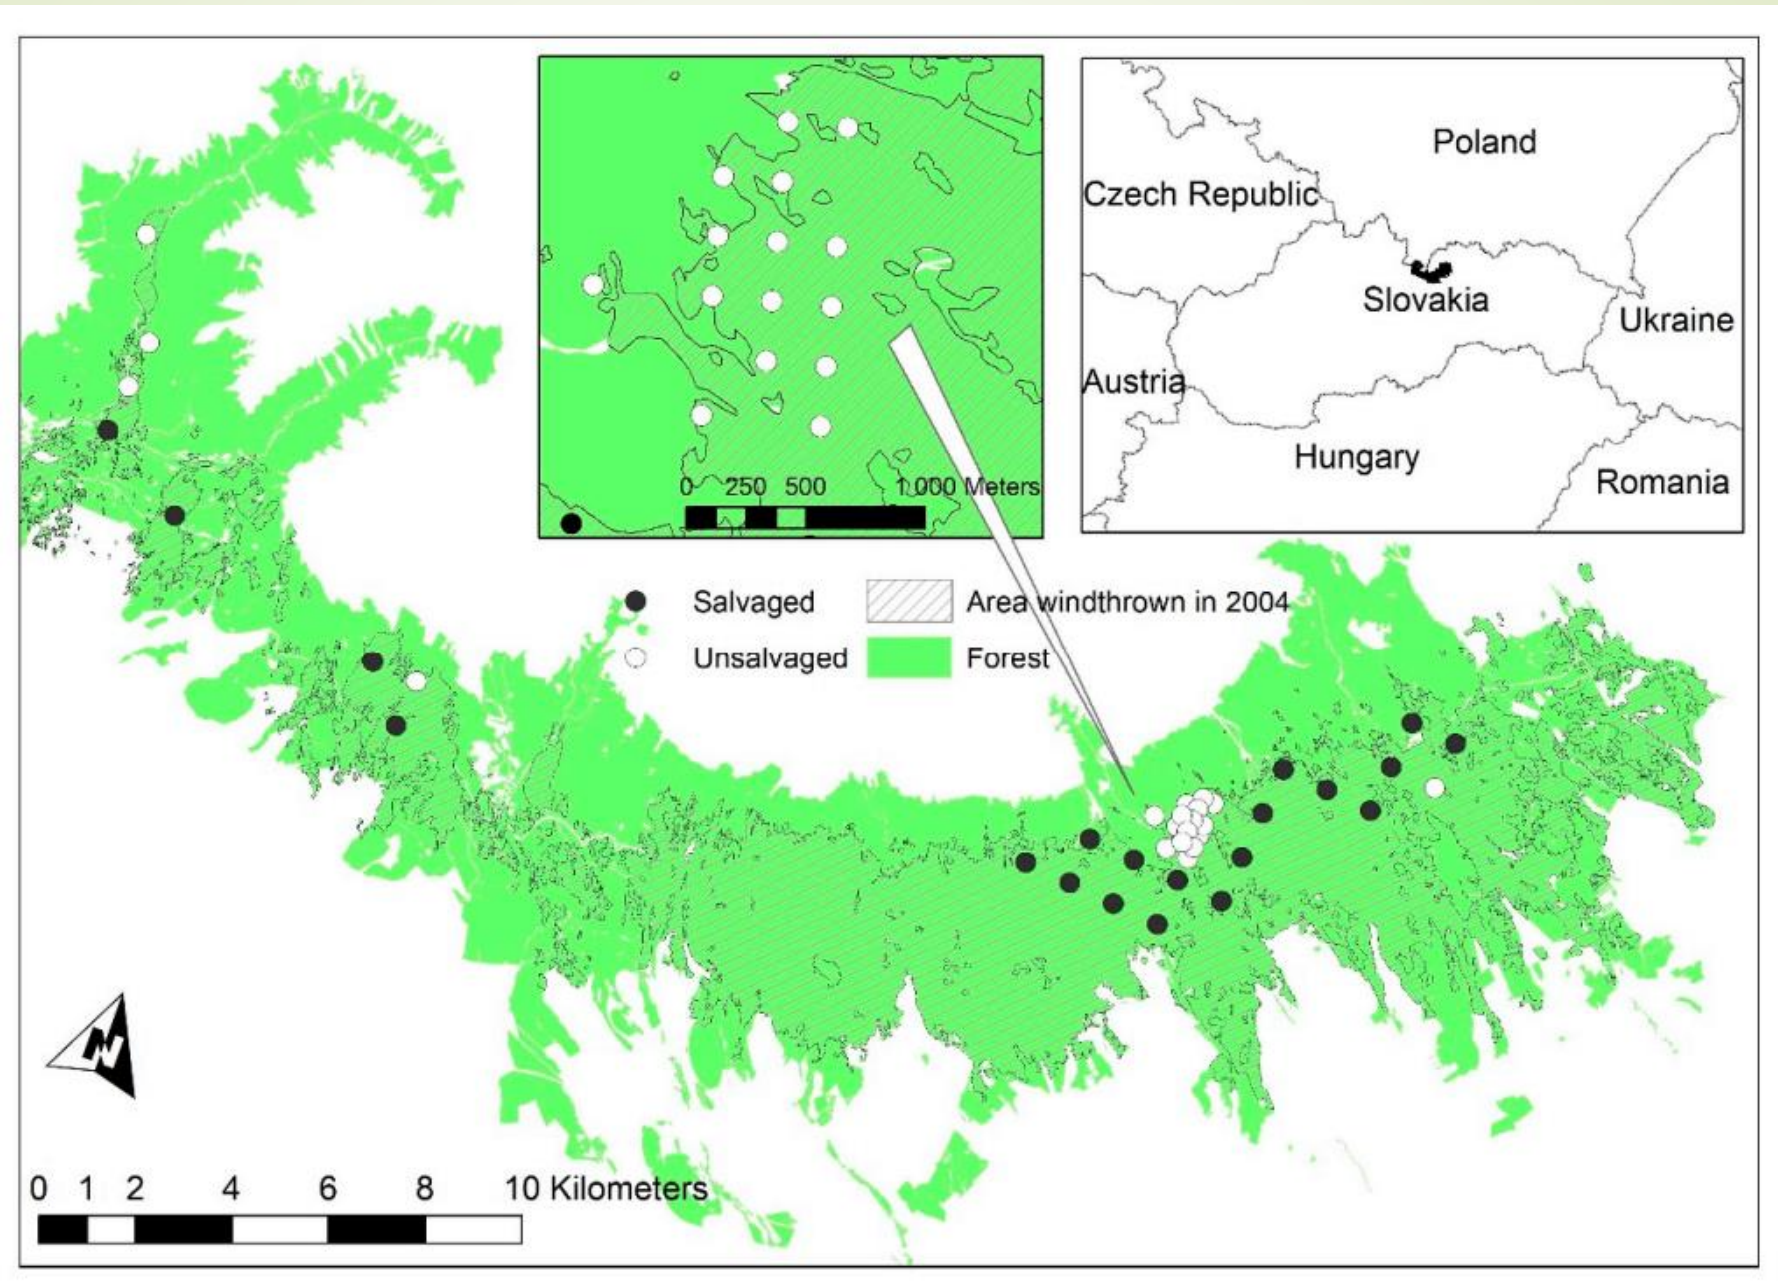 Poland
Czech Republic
Slovakia
Ukraine
Austria
Hungary
Romania
0 250 500 1 000 Meters
Salvaged
Area windthrown in 2004
Unsalvaged
Forest
N
0 1 2 4 6 8 10 Kilometers